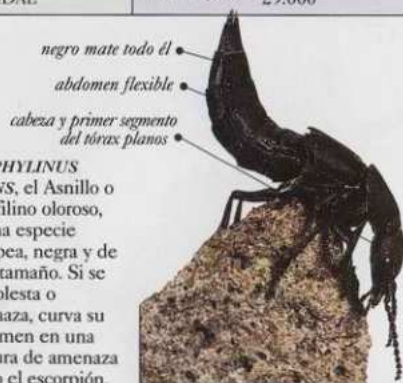 29.000
negro mate todo él
abdomen flexible
cabeza y primer segmento
del tórax planos
PHYLINUS
NS, el Asnillo o
filino oloroso,
na especie
pea, negra y de
tamaño. Si se
olesta o
naza, curva su
men en una
ura de amenaza
o el escorpión.